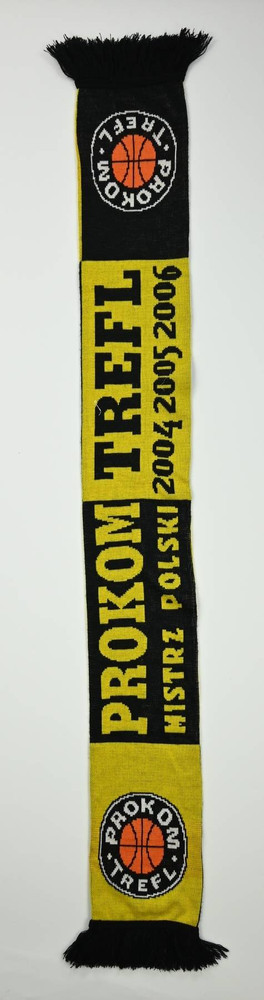 PROKOM
TREFL
PROKOM TREFL
MISTRZ POLSKI 2004 2005 2006
PROKOM
TREFL